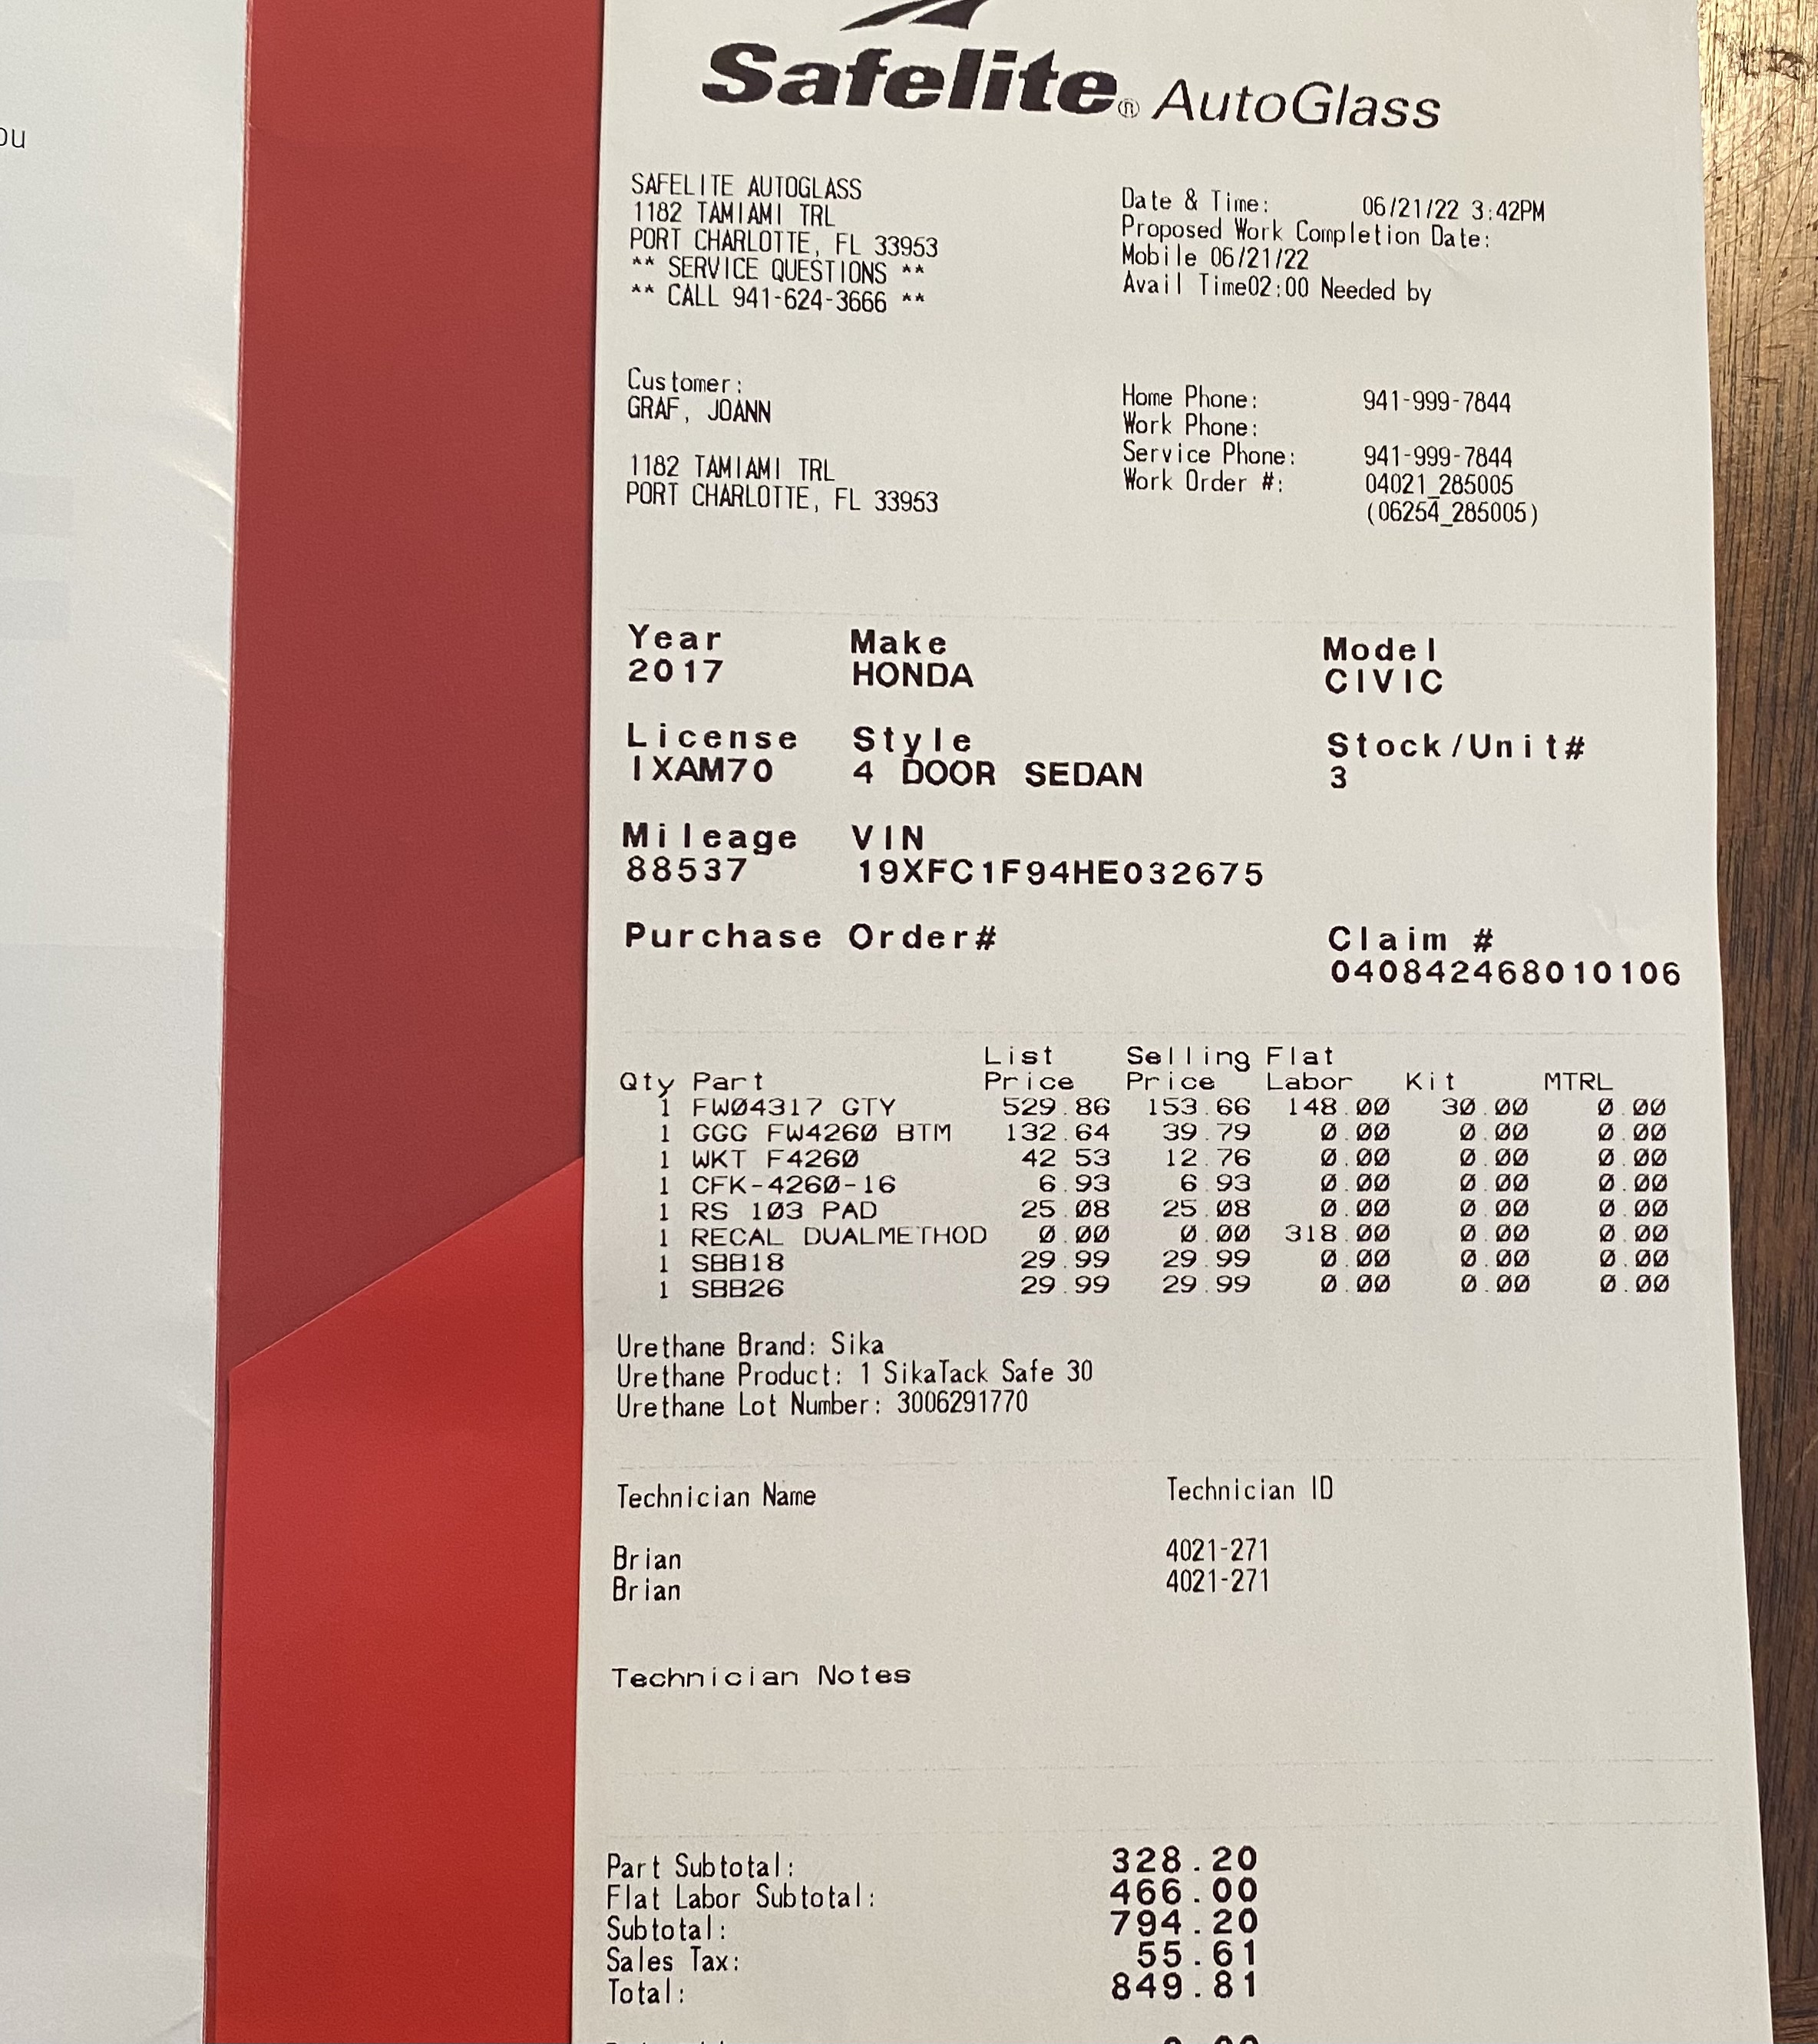 ou
Safelite® AutoGlass
SAFELITE AUTOGLASS
1182 TAMIAMI TRL
PORT CHARLOTTE, FL 33953
** SERVICE QUESTIONS **
** CALL 941-624-3666 **
Date & Time: 06/21/22 3:42PM
Proposed Work Completion Date:
Mobile 06/21/22
Avail Time02:00 Needed by
Customer:
GRAF, JOANN
1182 TAMIAMI TRL
PORT CHARLOTTE, FL 33953
Home Phone: 941-999-7844
Work Phone:
Service Phone: 941-999-7844
Work Order #: 04021_285005
(06254_285005)
Year Make Model
2017 HONDA CIVIC
License Style Stock/Unit#
IXAM70 4 DOOR SEDAN 3
Mileage VIN
88537 19XFC1F94HE032675
Purchase Order# Claim #
040842468010106
List Selling Flat
Qty Part Price Price Labor Kit MTRL
1 FW04317 GTY 529.86 153.66 148.00 30.00 0.00
1 GGG FW4260 BTM 132.64 39.79 0.00 0.00 0.00
1 WKT F4260 42.53 12.76 0.00 0.00 0.00
1 CFK-4260-16 6.93 6.93 0.00 0.00 0.00
1 RS 103 PAD 25.08 25.08 0.00 0.00 0.00
1 RECAL DUALMETHOD 0.00 0.00 318.00 0.00 0.00
1 SBB18 29.99 29.99 0.00 0.00 0.00
1 SBB26 29.99 29.99 0.00 0.00 0.00
Urethane Brand: Sika
Urethane Product: 1 SikaTack Safe 30
Urethane Lot Number: 3006291770
Technician Name Technician ID
Brian 4021-271
Brian 4021-271
Technician Notes
Part Subtotal: 328.20
Flat Labor Subtotal: 466.00
Subtotal: 794.20
Sales Tax: 55.61
Total: 849.81